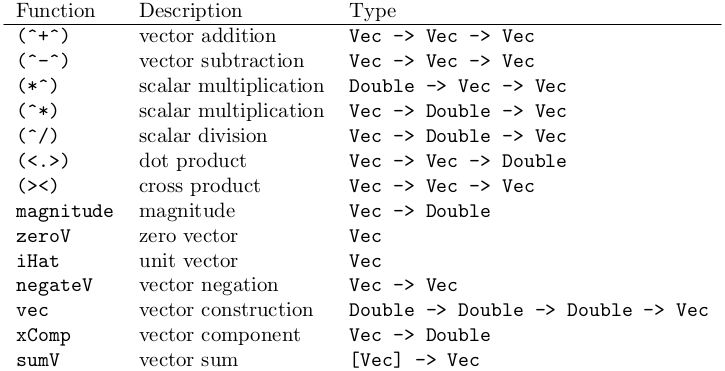 Function Description Type
(^+^) vector addition Vec -> Vec -> Vec
(^-^) vector subtraction Vec -> Vec -> Vec
(*^) scalar multiplication Double -> Vec -> Vec
(^*) scalar multiplication Vec -> Double -> Vec
(^/) scalar division Vec -> Double -> Vec
(<.>) dot product Vec -> Vec -> Double
(><) cross product Vec -> Vec -> Vec
magnitude magnitude Vec -> Double
zeroV zero vector Vec
iHat unit vector Vec
negateV vector negation Vec -> Vec
vec vector construction Double -> Double -> Double -> Vec
xComp vector component Vec -> Double
sumV vector sum [Vec] -> Vec